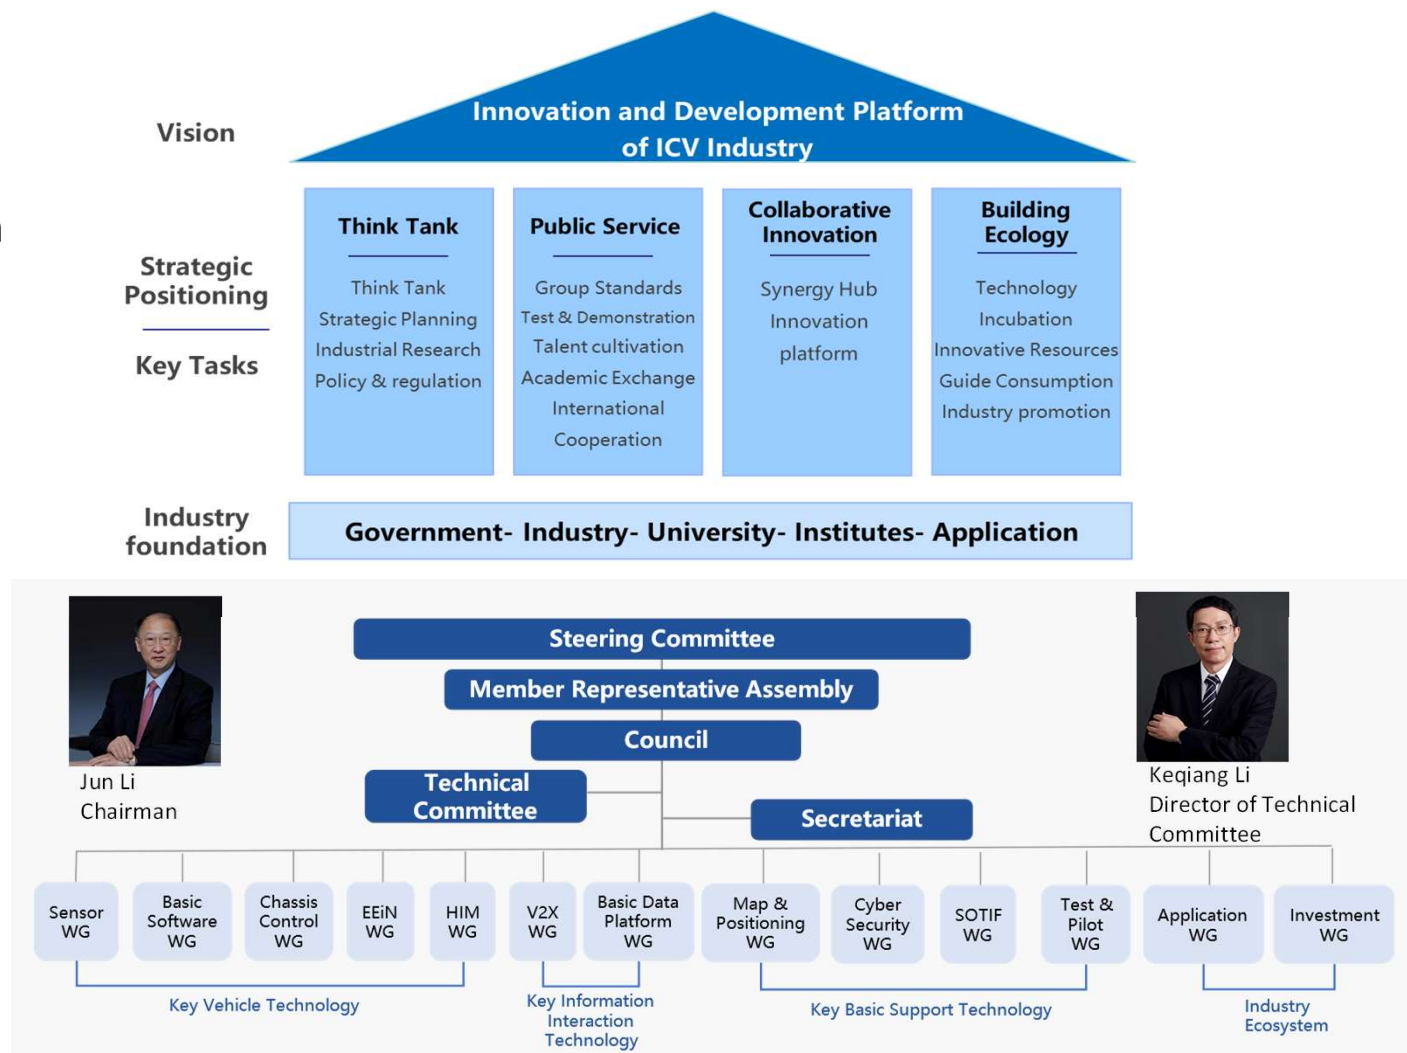 Innovation and Development Platform
of ICV Industry
Vision
Strategic
Positioning
Key Tasks
Think Tank
Think Tank
Strategic Planning
Industrial Research
Policy & regulation
Public Service
Group Standards
Test & Demonstration
Talent cultivation
Academic Exchange
International
Cooperation
Collaborative
Innovation
Synergy Hub
Innovation
platform
Building
Ecology
Technology
Incubation
Innovative Resources
Guide Consumption
Industry promotion
Industry
foundation
Government- Industry- University- Institutes- Application
Jun Li
Chairman
Steering Committee
Member Representative Assembly
Council
Technical
Committee
Secretariat
Keqiang Li
Director of Technical
Committee
Sensor
WG
Basic
Software
WG
Chassis
Control
WG
EEiN
WG
HIM
WG
V2X
WG
Basic Data
Platform
WG
Map &
Positioning
WG
Cyber
Security
WG
SOTIF
WG
Test &
Pilot
WG
Application
WG
Investment
WG
Key Vehicle Technology
Key Information
Interaction
Technology
Key Basic Support Technology
Industry
Ecosystem